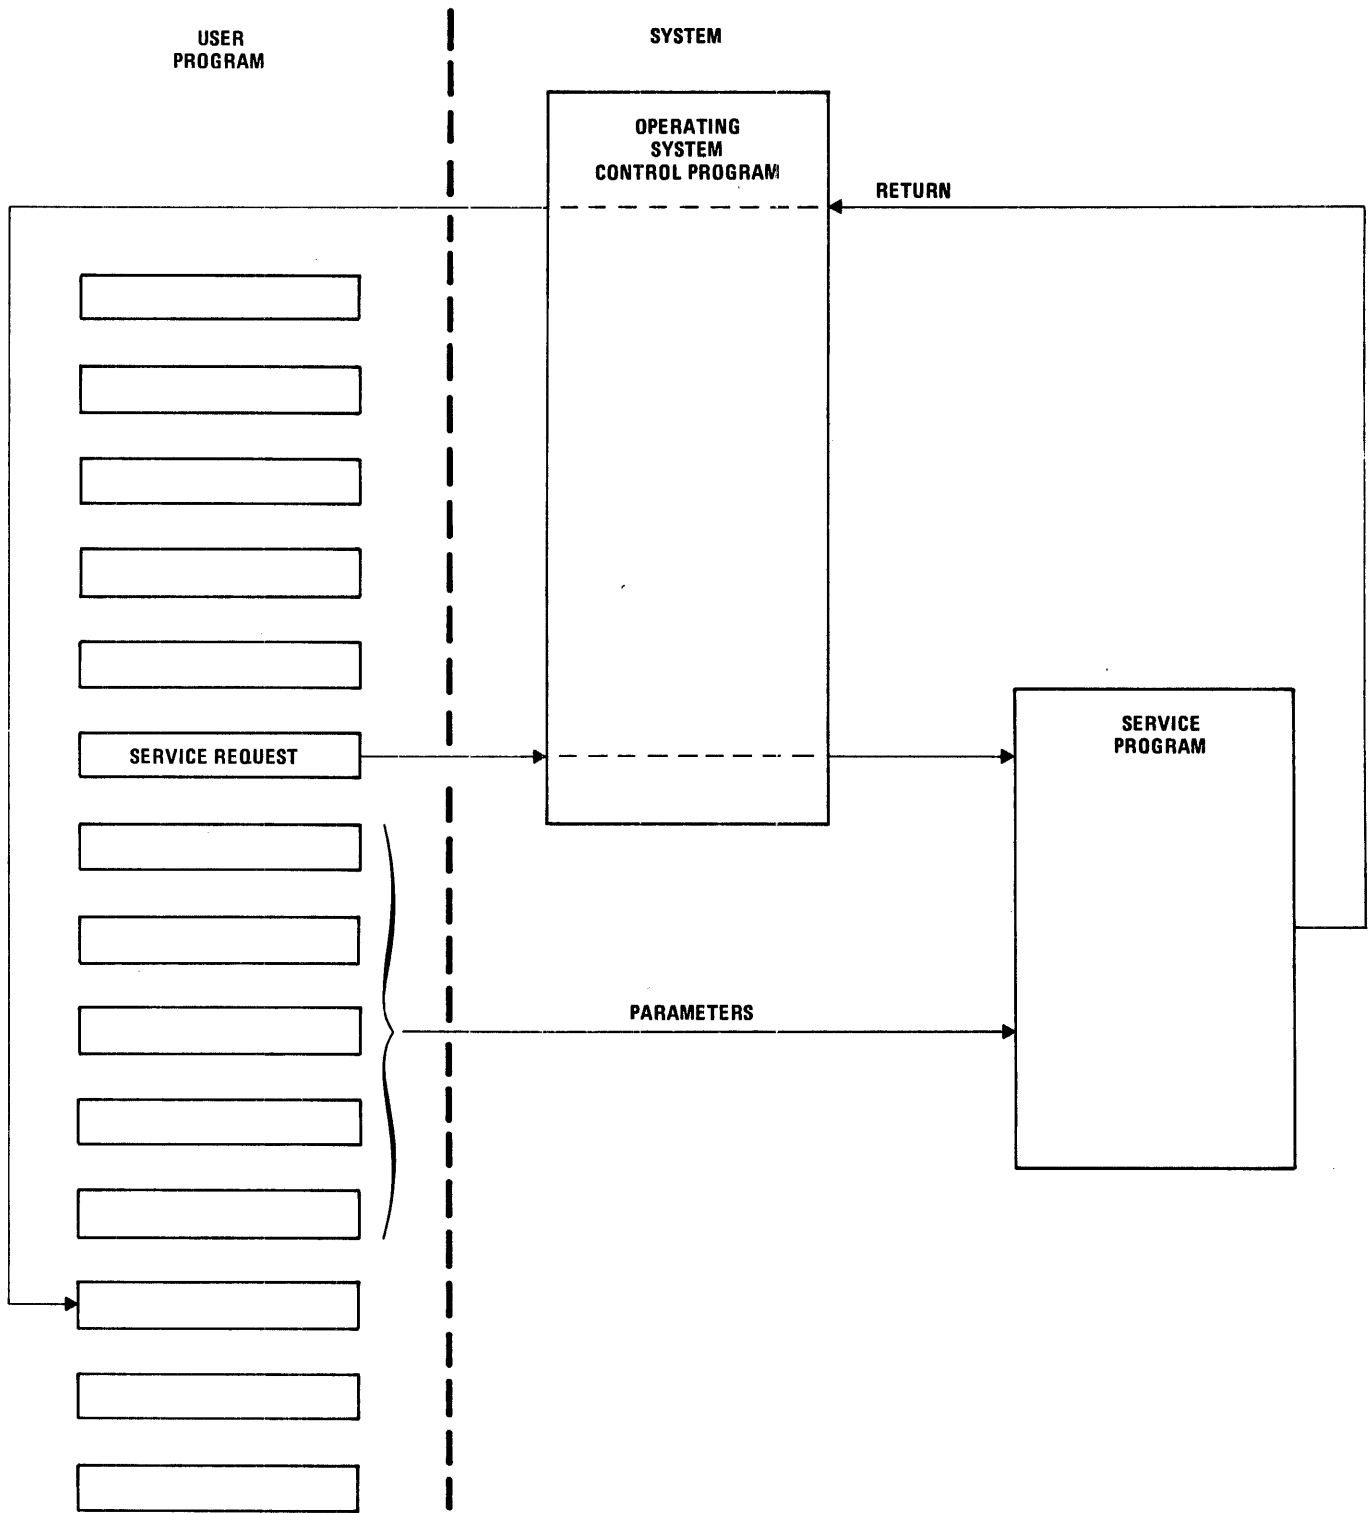 USER
PROGRAM
SYSTEM
OPERATING
SYSTEM
CONTROL PROGRAM
RETURN
SERVICE REQUEST
SERVICE
PROGRAM
PARAMETERS